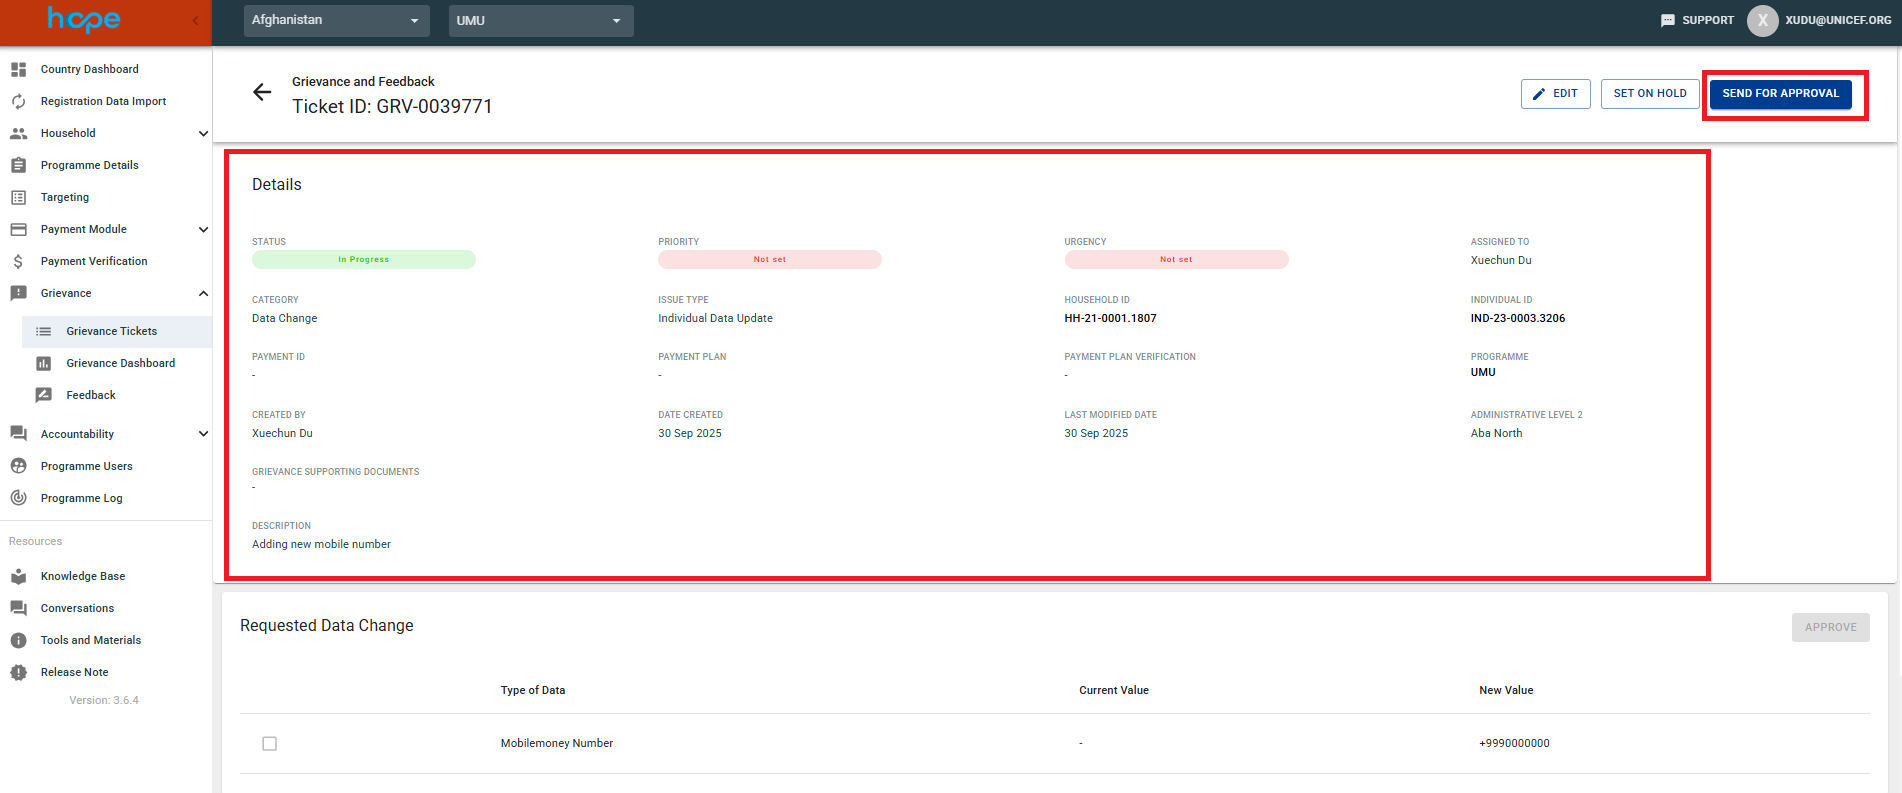 hope
Afghanistan
UMU
SUPPORT
X
XUDU@UNICEF.ORG
Country Dashboard
Registration Data Import
Household
Programme Details
Targeting
Payment Module
Payment Verification
Grievance
Grievance Tickets
Grievance Dashboard
Feedback
Accountability
Programme Users
Programme Log
Resources
Knowledge Base
Conversations
Tools and Materials
Release Note
Version: 3.6.4
Grievance and Feedback
Ticket ID: GRV-0039771
EDIT
SET ON HOLD
SEND FOR APPROVAL
Details
STATUS
In Progress
PRIORITY
Not set
URGENCY
Not set
ASSIGNED TO
Xuechun Du
CATEGORY
Data Change
ISSUE TYPE
Individual Data Update
HOUSEHOLD ID
HH-21-0001.1807
INDIVIDUAL ID
IND-23-0003.3206
PAYMENT ID
-
PAYMENT PLAN
-
PAYMENT PLAN VERIFICATION
-
PROGRAMME
UMU
CREATED BY
Xuechun Du
DATE CREATED
30 Sep 2025
LAST MODIFIED DATE
30 Sep 2025
ADMINISTRATIVE LEVEL 2
Aba North
GRIEVANCE SUPPORTING DOCUMENTS
-
DESCRIPTION
Adding new mobile number
Requested Data Change
APPROVE
Type of Data
Current Value
New Value
Mobilemoney Number
-
+9990000000